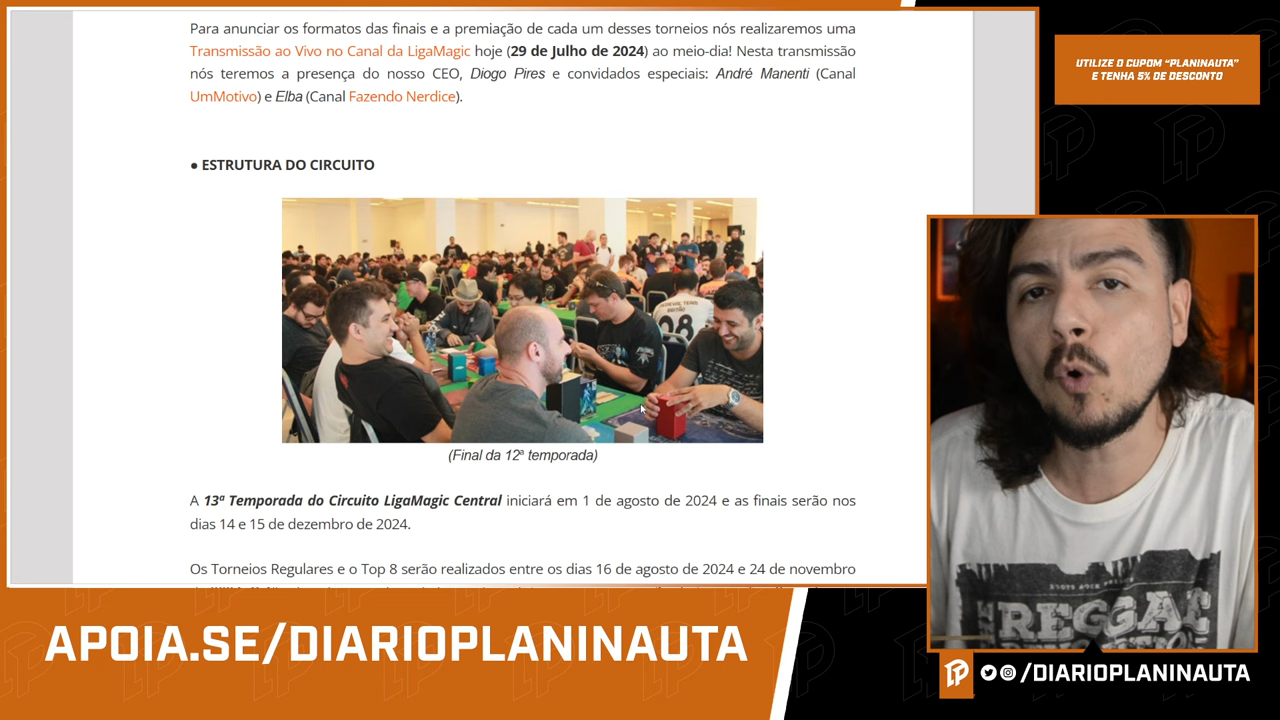 Para anunciar os formatos das finais e a premiação de cada um desses torneios nós realizaremos uma
Transmissão ao Vivo no Canal da LigaMagic hoje (29 de Julho de 2024) ao meio-dia! Nesta transmissão
nós teremos a presença do nosso CEO, Diogo Pires e convidados especiais: André Manenti (Canal
UmMotivo) e Elba (Canal Fazendo Nerdice).
● ESTRUTURA DO CIRCUITO
08
(Final da 12ª temporada)
A 13ª Temporada do Circuito LigaMagic Central iniciará em 1 de agosto de 2024 e as finais serão nos
dias 14 e 15 de dezembro de 2024.
Os Torneios Regulares e o Top 8 serão realizados entre os dias 16 de agosto de 2024 e 24 de novembro
UTILIZE O CUPOM “PLANINAUTA”
E TENHA 5% DE DESCONTO
REGGAE
APOIA.SE/DIARIOPLANINAUTA
/DIARIOPLANINAUTA